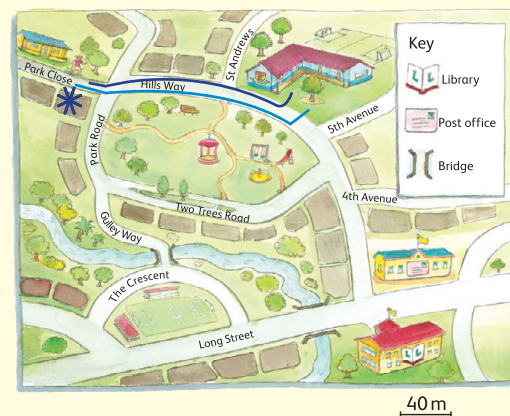 Park Close
Hills Way
St Andrews
5th Avenue
Park Road
4th Avenue
Two Trees Road
Gulley Way
The Crescent
Long Street
Key
Library
Post office
Bridge
40 m